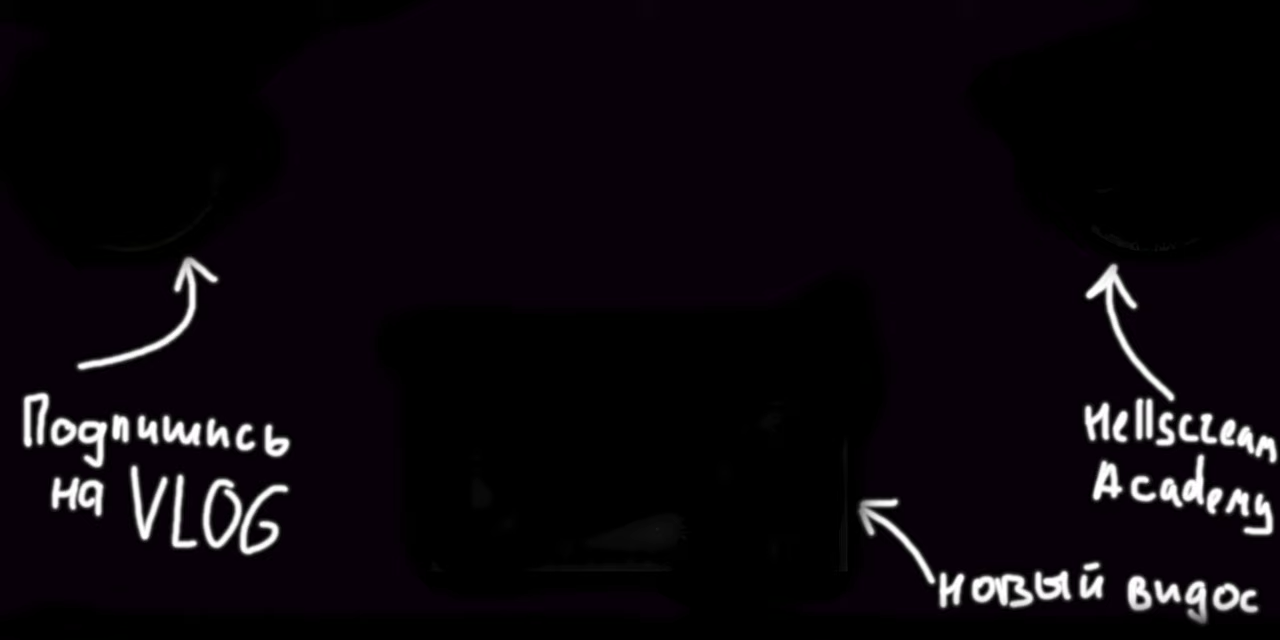 Подпишись
на VLOG
Hellscream
Academy
новый видос